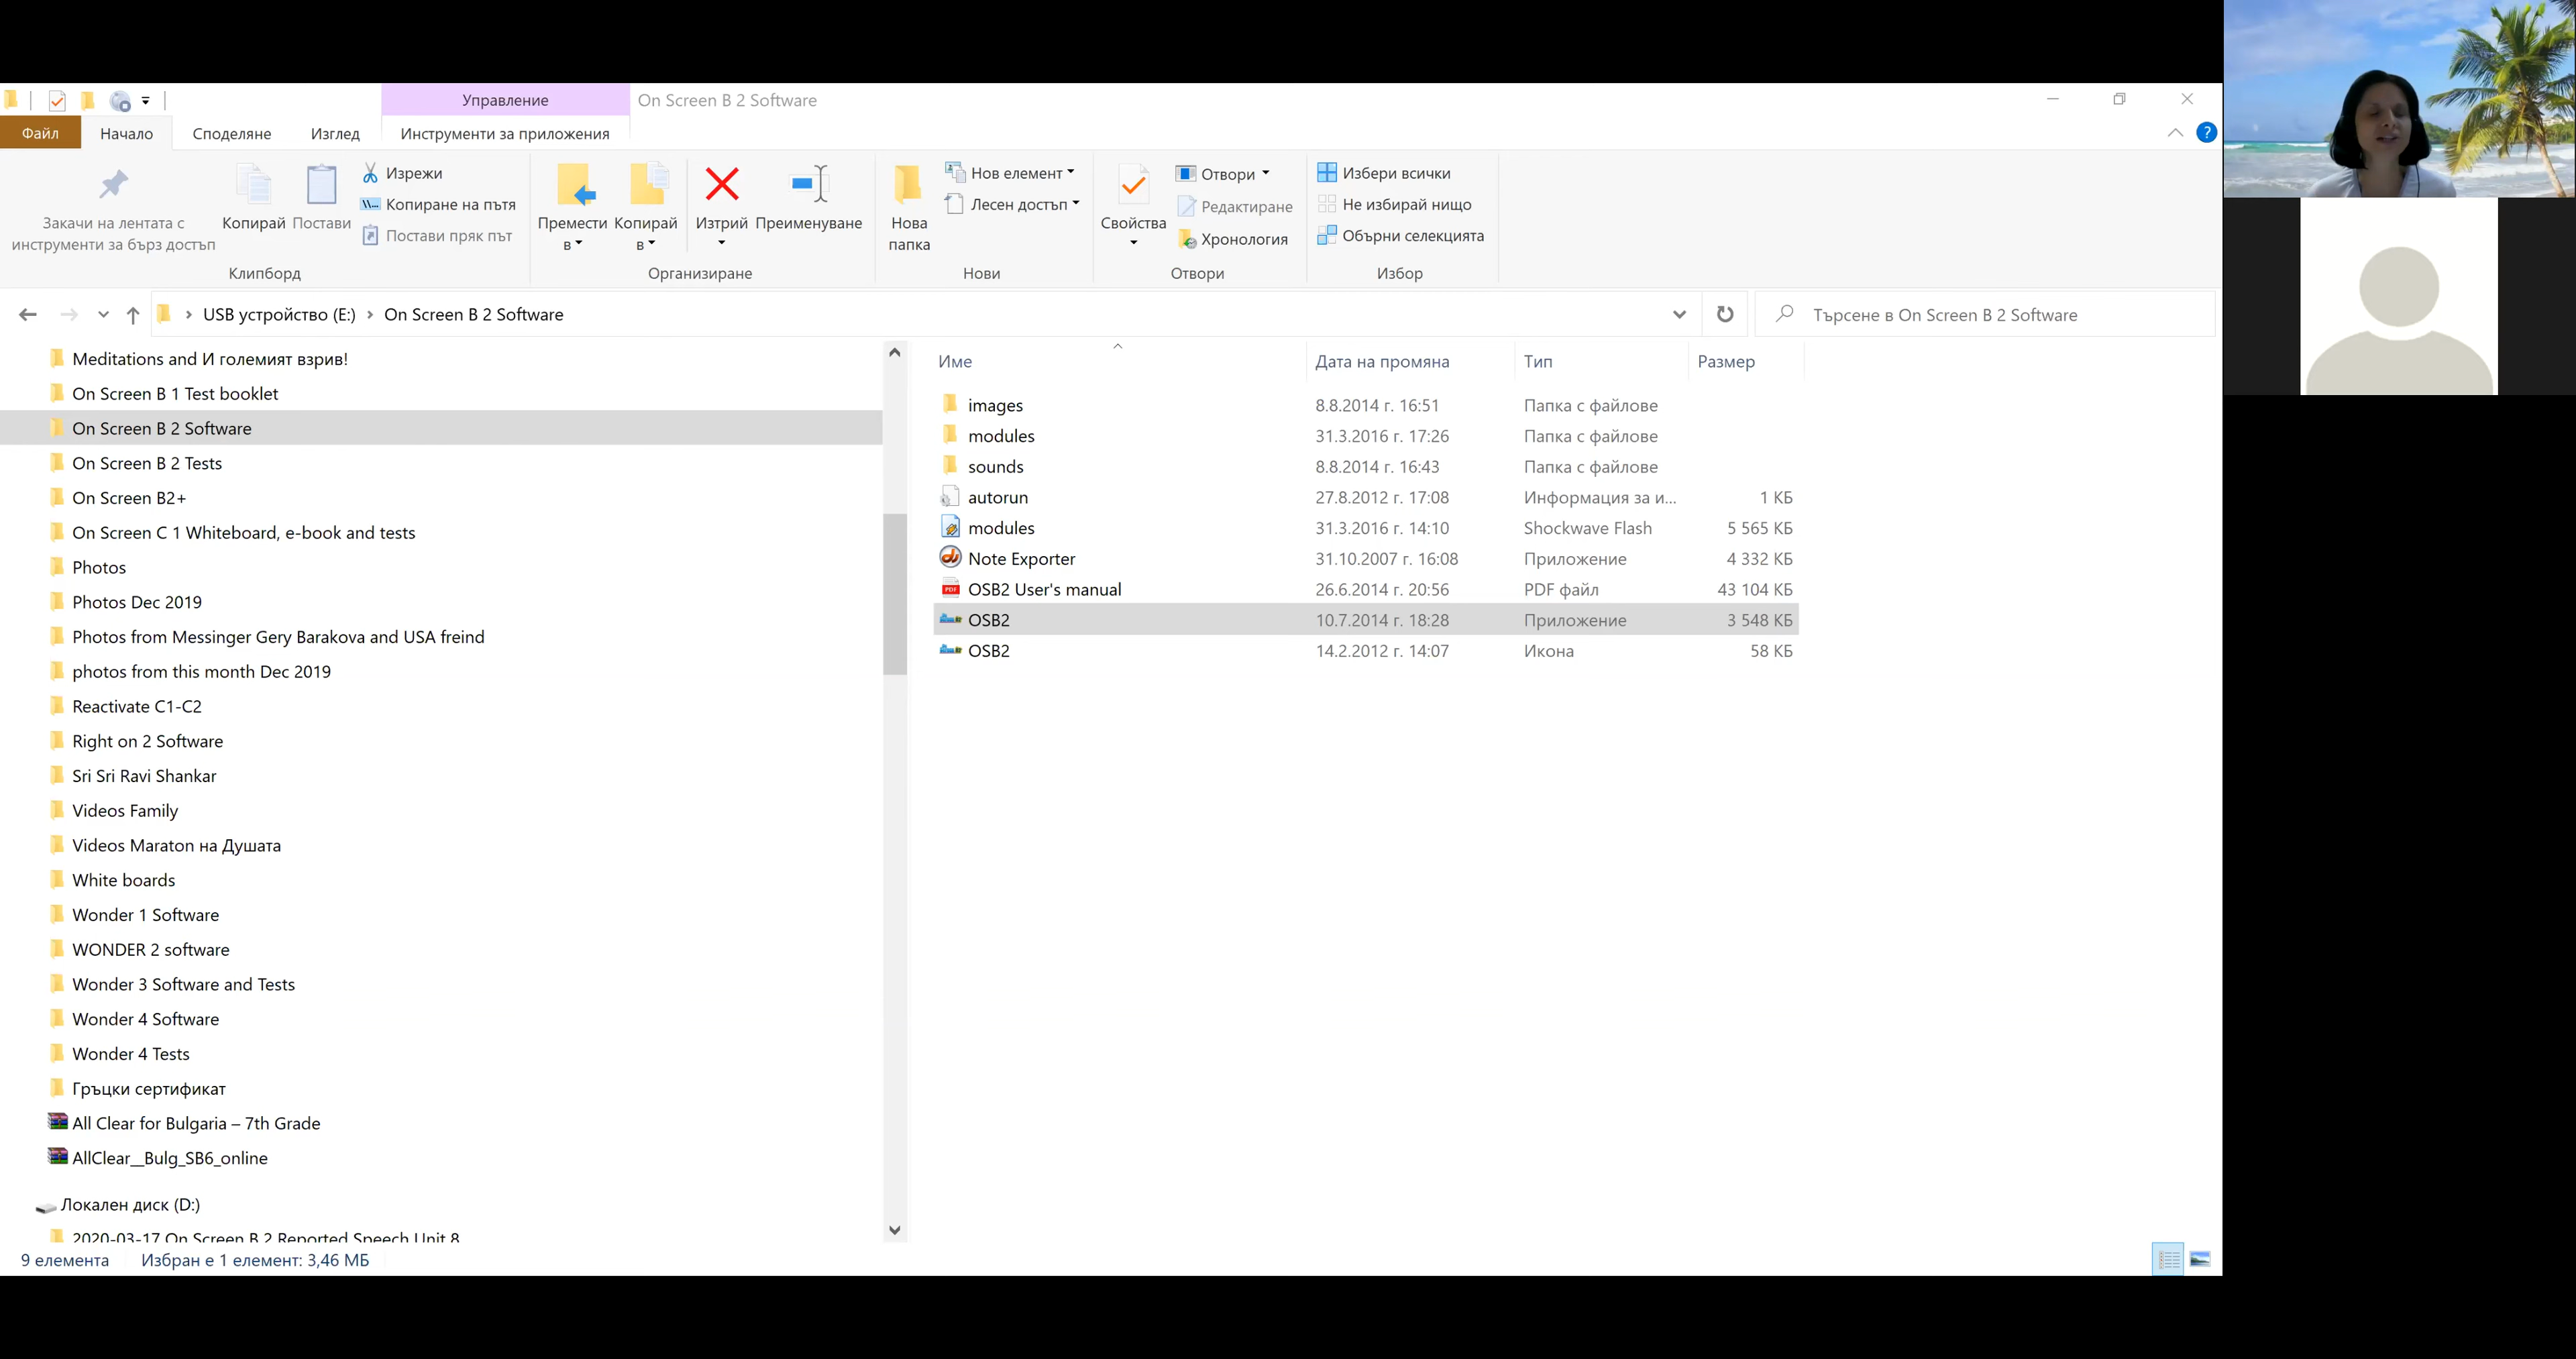 Управление
On Screen B 2 Software
Файл
Начало
Споделяне
Изглед
Инструменти за приложения
Закачи на лентата с
инструменти за бърз достъп
Копирай
Постави
Изрежи
Копиране на пътя
Постави пряк път
Клипборд
Премести
в
Копирай
в
Изтрий
Преименуване
Организиране
Нова
папка
Нов елемент
Лесен достъп
Нови
Свойства
Отвори
Редактиране
Хронология
Отвори
Избери всички
Не избирай нищо
Обърни селекцията
Избор
USB устройство (E:) > On Screen B 2 Software
Търсене в On Screen B 2 Software
Meditations and И големият взрив!
On Screen B 1 Test booklet
On Screen B 2 Software
On Screen B 2 Tests
On Screen B2+
On Screen C 1 Whiteboard, e-book and tests
Photos
Photos Dec 2019
Photos from Messinger Gery Barakova and USA freind
photos from this month Dec 2019
Reactivate C1-C2
Right on 2 Software
Sri Sri Ravi Shankar
Videos Family
Videos Maraton на Душата
White boards
Wonder 1 Software
WONDER 2 software
Wonder 3 Software and Tests
Wonder 4 Software
Wonder 4 Tests
Гръцки сертификат
All Clear for Bulgaria – 7th Grade
AllClear__Bulg_SB6_online
Локален диск (D:)
2020-03-17 On Screen B 2 Reported Speech Unit 8
Име Дата на промяна Тип Размер
images 8.8.2014 г. 16:51 Папка с файлове
modules 31.3.2016 г. 17:26 Папка с файлове
sounds 8.8.2014 г. 16:43 Папка с файлове
autorun 27.8.2012 г. 17:08 Информация за и... 1 КБ
modules 31.3.2016 г. 14:10 Shockwave Flash 5 565 КБ
Note Exporter 31.10.2007 г. 16:08 Приложение 4 332 КБ
OSB2 User's manual 26.6.2014 г. 20:56 PDF файл 43 104 КБ
OSB2 10.7.2014 г. 18:28 Приложение 3 548 КБ
OSB2 14.2.2012 г. 14:07 Икона 58 КБ
9 елемента Избран е 1 елемент: 3,46 МБ